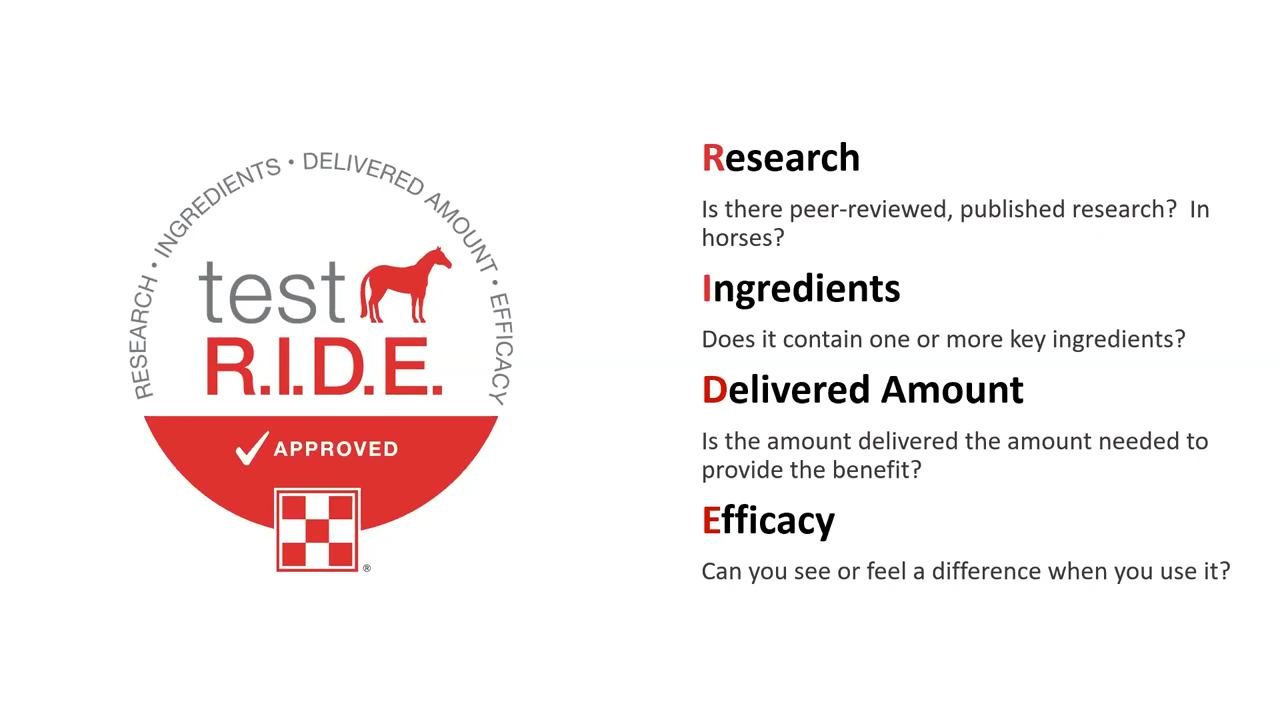 RESEARCH • INGREDIENTS • DELIVERED AMOUNT • EFFICACY
test
R.I.D.E.
APPROVED
®
Research
Is there peer-reviewed, published research?  In
horses?
Ingredients
Does it contain one or more key ingredients?
Delivered Amount
Is the amount delivered the amount needed to
provide the benefit?
Efficacy
Can you see or feel a difference when you use it?